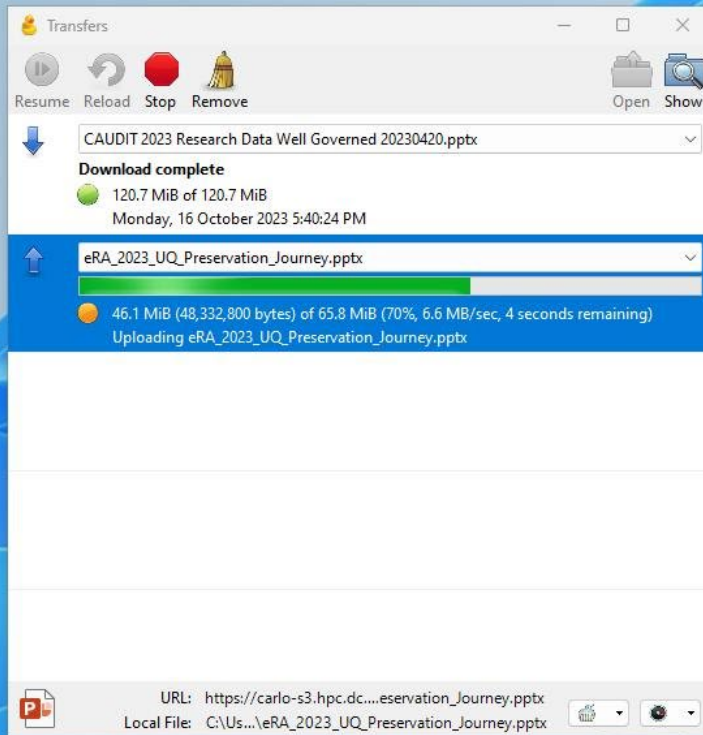 Transfers
Resume Reload Stop Remove Open Show
CAUDIT 2023 Research Data Well Governed 20230420.pptx
Download complete
120.7 MiB of 120.7 MiB
Monday, 16 October 2023 5:40:24 PM
eRA_2023_UQ_Preservation_Journey.pptx
46.1 MiB (48,332,800 bytes) of 65.8 MiB (70%, 6.6 MB/sec, 4 seconds remaining)
Uploading eRA_2023_UQ_Preservation_Journey.pptx
P
URL: https://carlo-s3.hpc.dc....eservation_Journey.pptx
Local File: C:\Us...\eRA_2023_UQ_Preservation_Journey.pptx